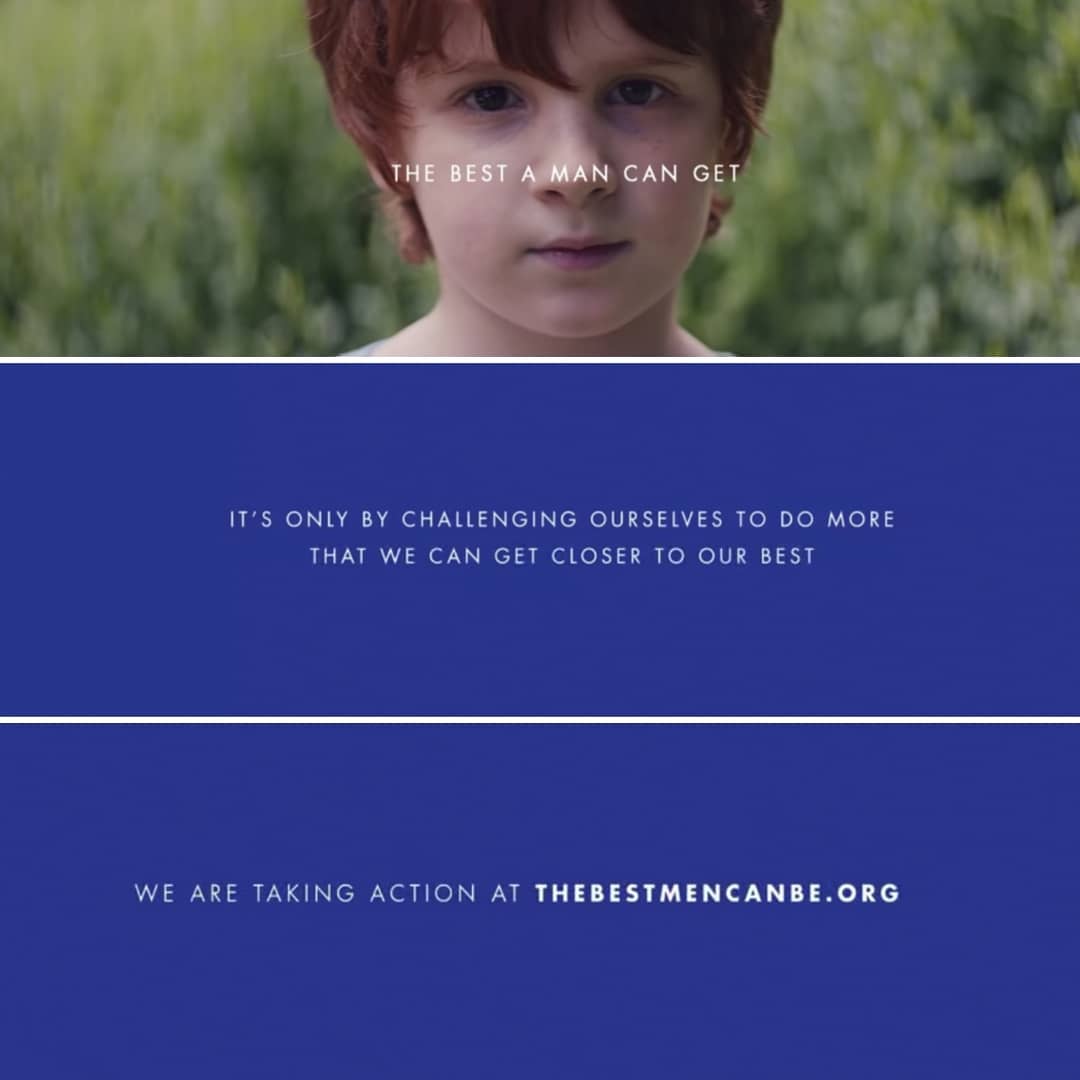 THE BEST A MAN CAN GET
IT'S ONLY BY CHALLENGING OURSELVES TO DO MORE
THAT WE CAN GET CLOSER TO OUR BEST
WE ARE TAKING ACTION AT THEBESTMENCANBE.ORG